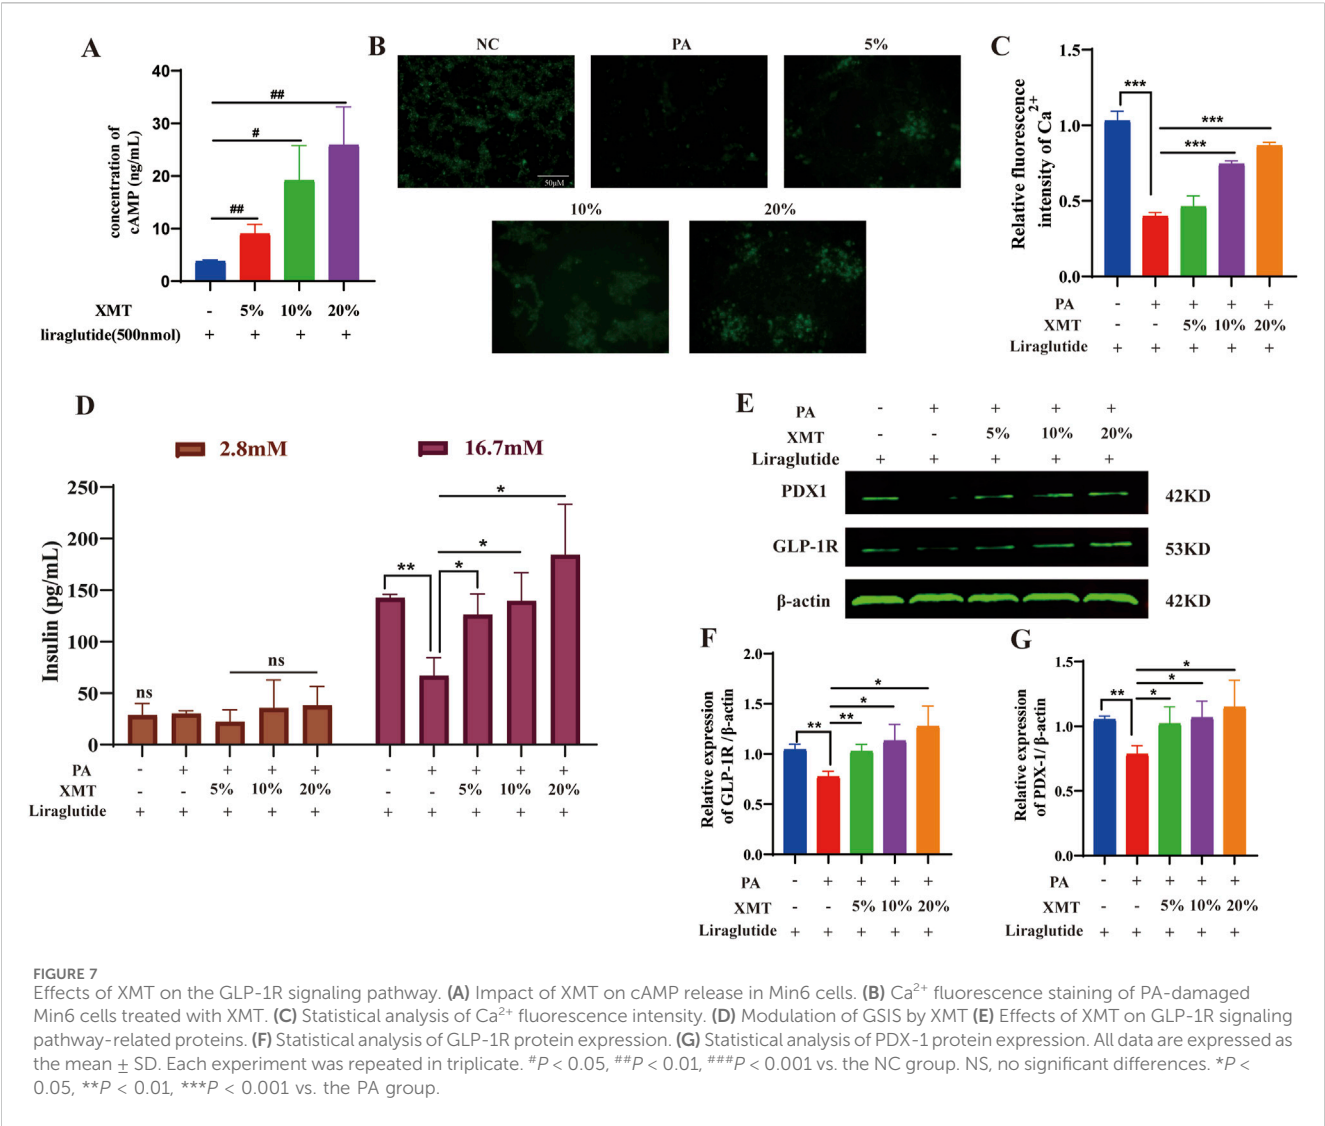 A
40
30
20
10
0
concentration of
cAMP (ng/mL)
##
#
##
XMT - 5% 10% 20%
liraglutide(500nmol) + + + +
B
NC PA 5%
50μM
10% 20%
C
1.5
1.0
0.5
0.0
Relative fluorescence
intensity of Ca2+
***
***
***
PA - + + + +
XMT - - 5% 10% 20%
Liraglutide + + + + +
D
2.8mM 16.7mM
250
200
150
100
50
0
Insulin (pg/mL)
ns
ns
**
*
*
*
PA - + + + + - + + + +
XMT - - 5% 10% 20% - - 5% 10% 20%
Liraglutide + + + + + + + + + +
E
PA - + + + +
XMT - - 5% 10% 20%
Liraglutide + + + + +
PDX1 42KD
GLP-1R 53KD
β-actin 42KD
F
2.0
1.5
1.0
0.5
0.0
Relative expression
of GLP-1R /β-actin
**
**
*
*
PA - + + + +
XMT - - 5% 10% 20%
Liraglutide + + + + +
G
1.5
1.0
0.5
0.0
Relative expression
of PDX-1/ β-actin
**
*
*
*
PA - + + + +
XMT - - 5% 10% 20%
Liraglutide + + + + +
FIGURE 7
Effects of XMT on the GLP-1R signaling pathway. (A) Impact of XMT on cAMP release in Min6 cells. (B) Ca2+ fluorescence staining of PA-damaged
Min6 cells treated with XMT. (C) Statistical analysis of Ca2+ fluorescence intensity. (D) Modulation of GSIS by XMT (E) Effects of XMT on GLP-1R signaling
pathway-related proteins. (F) Statistical analysis of GLP-1R protein expression. (G) Statistical analysis of PDX-1 protein expression. All data are expressed as
the mean ± SD. Each experiment was repeated in triplicate. #P < 0.05, ##P < 0.01, ###P < 0.001 vs. the NC group. NS, no significant differences. *P <
0.05, **P < 0.01, ***P < 0.001 vs. the PA group.